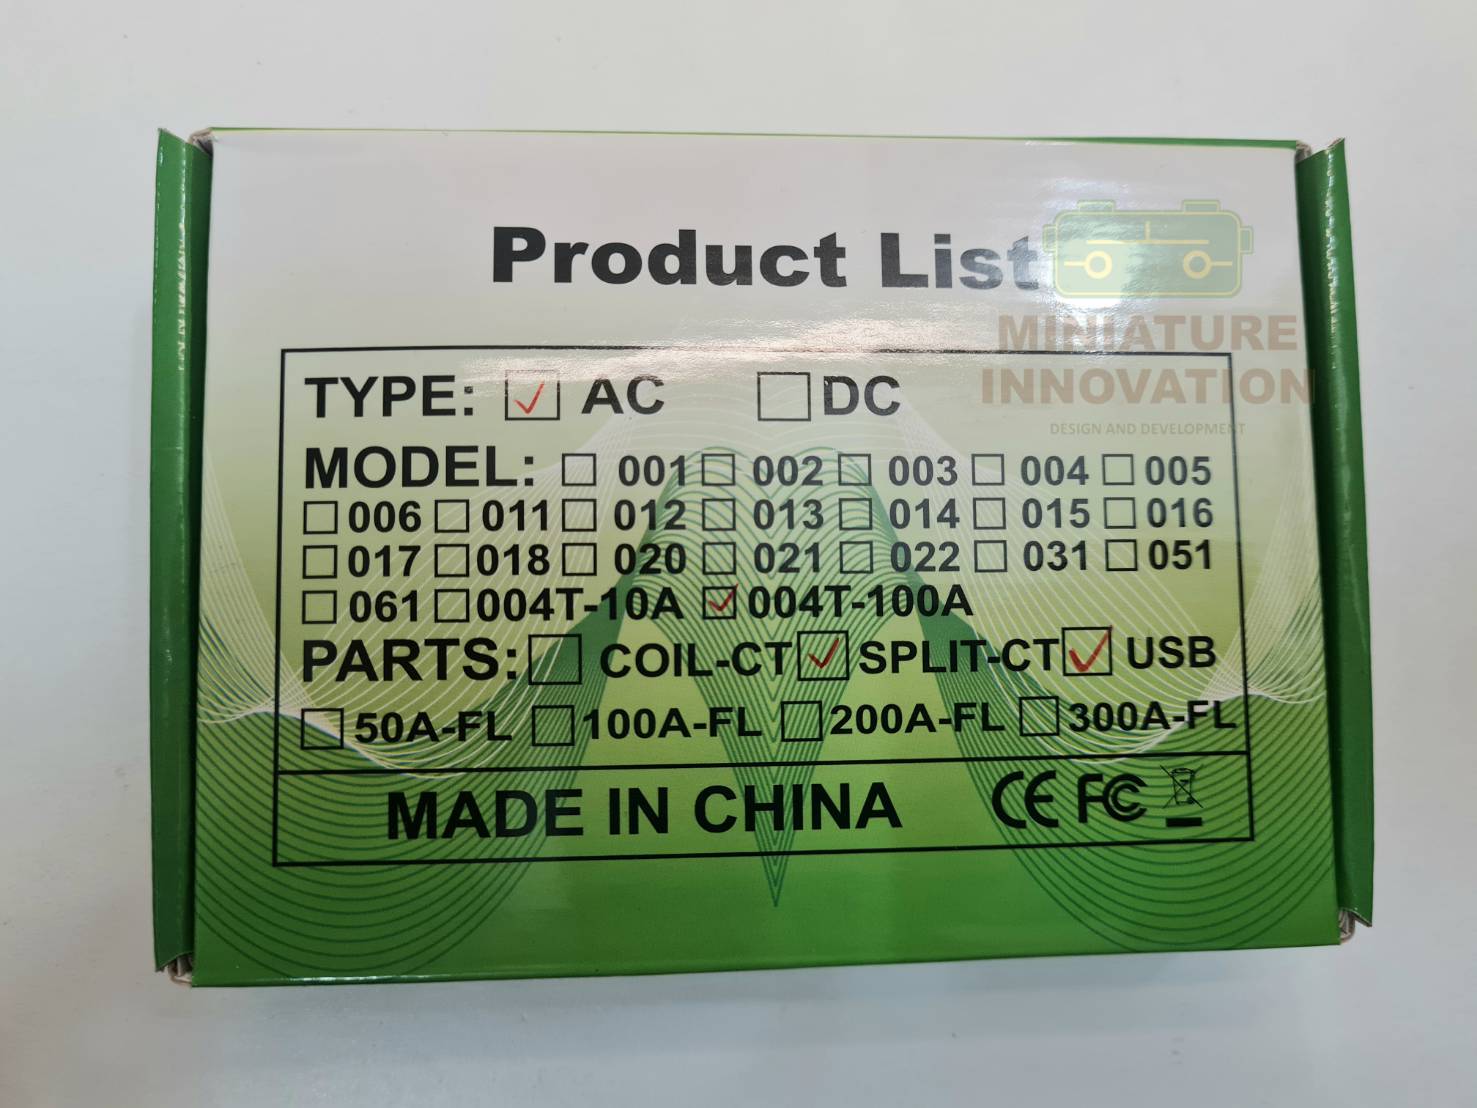 Product List
MINIATURE
INNOVATION
DESIGN AND DEVELOPMENT
TYPE: ☑ AC ☐ DC
MODEL: ☐ 001 ☐ 002 ☐ 003 ☐ 004 ☐ 005
☐ 006 ☐ 011 ☐ 012 ☐ 013 ☐ 014 ☐ 015 ☐ 016
☐ 017 ☐ 018 ☐ 020 ☐ 021 ☐ 022 ☐ 031 ☐ 051
☐ 061 ☐ 004T-10A ☑ 004T-100A
PARTS: ☐ COIL-CT ☑ SPLIT-CT ☑ USB
☐ 50A-FL ☐ 100A-FL ☐ 200A-FL ☐ 300A-FL
MADE IN CHINA CE FC